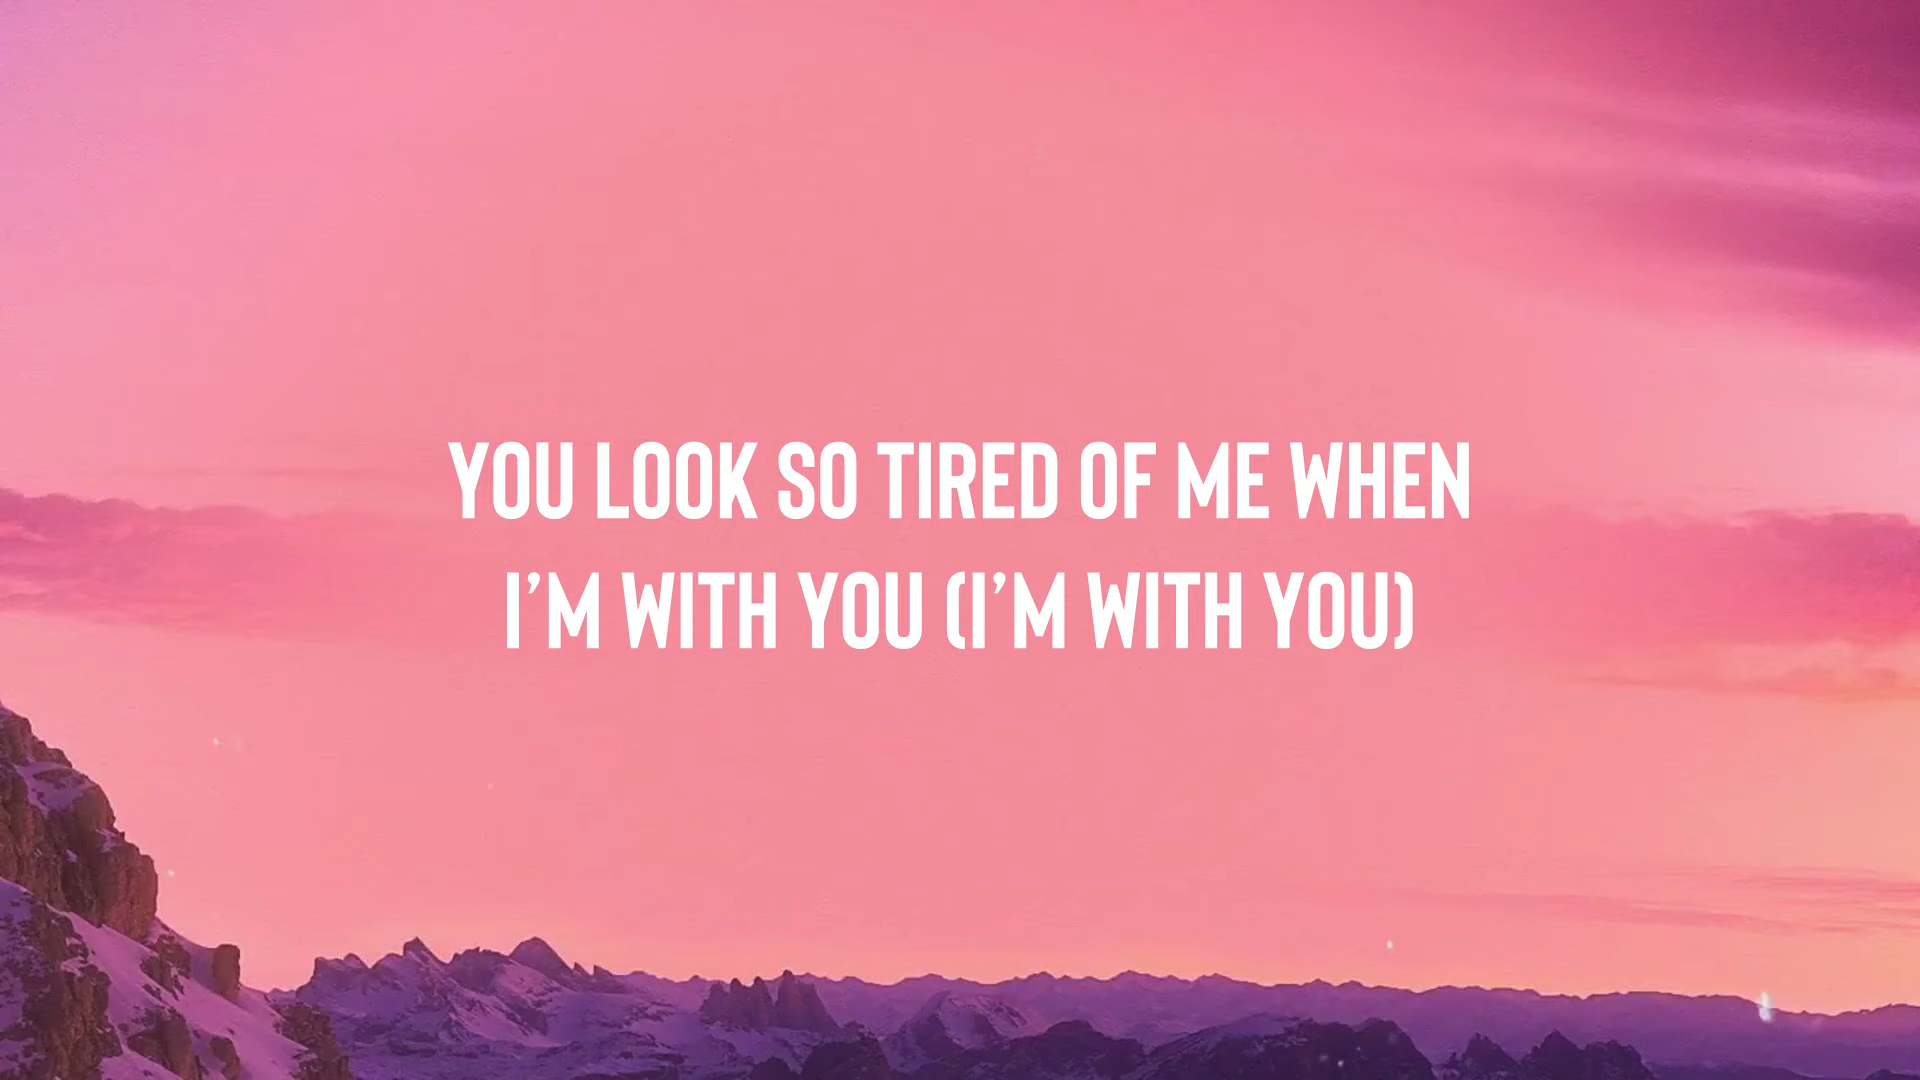 YOU LOOK SO TIRED OF ME WHEN
I’M WITH YOU (I’M WITH YOU)